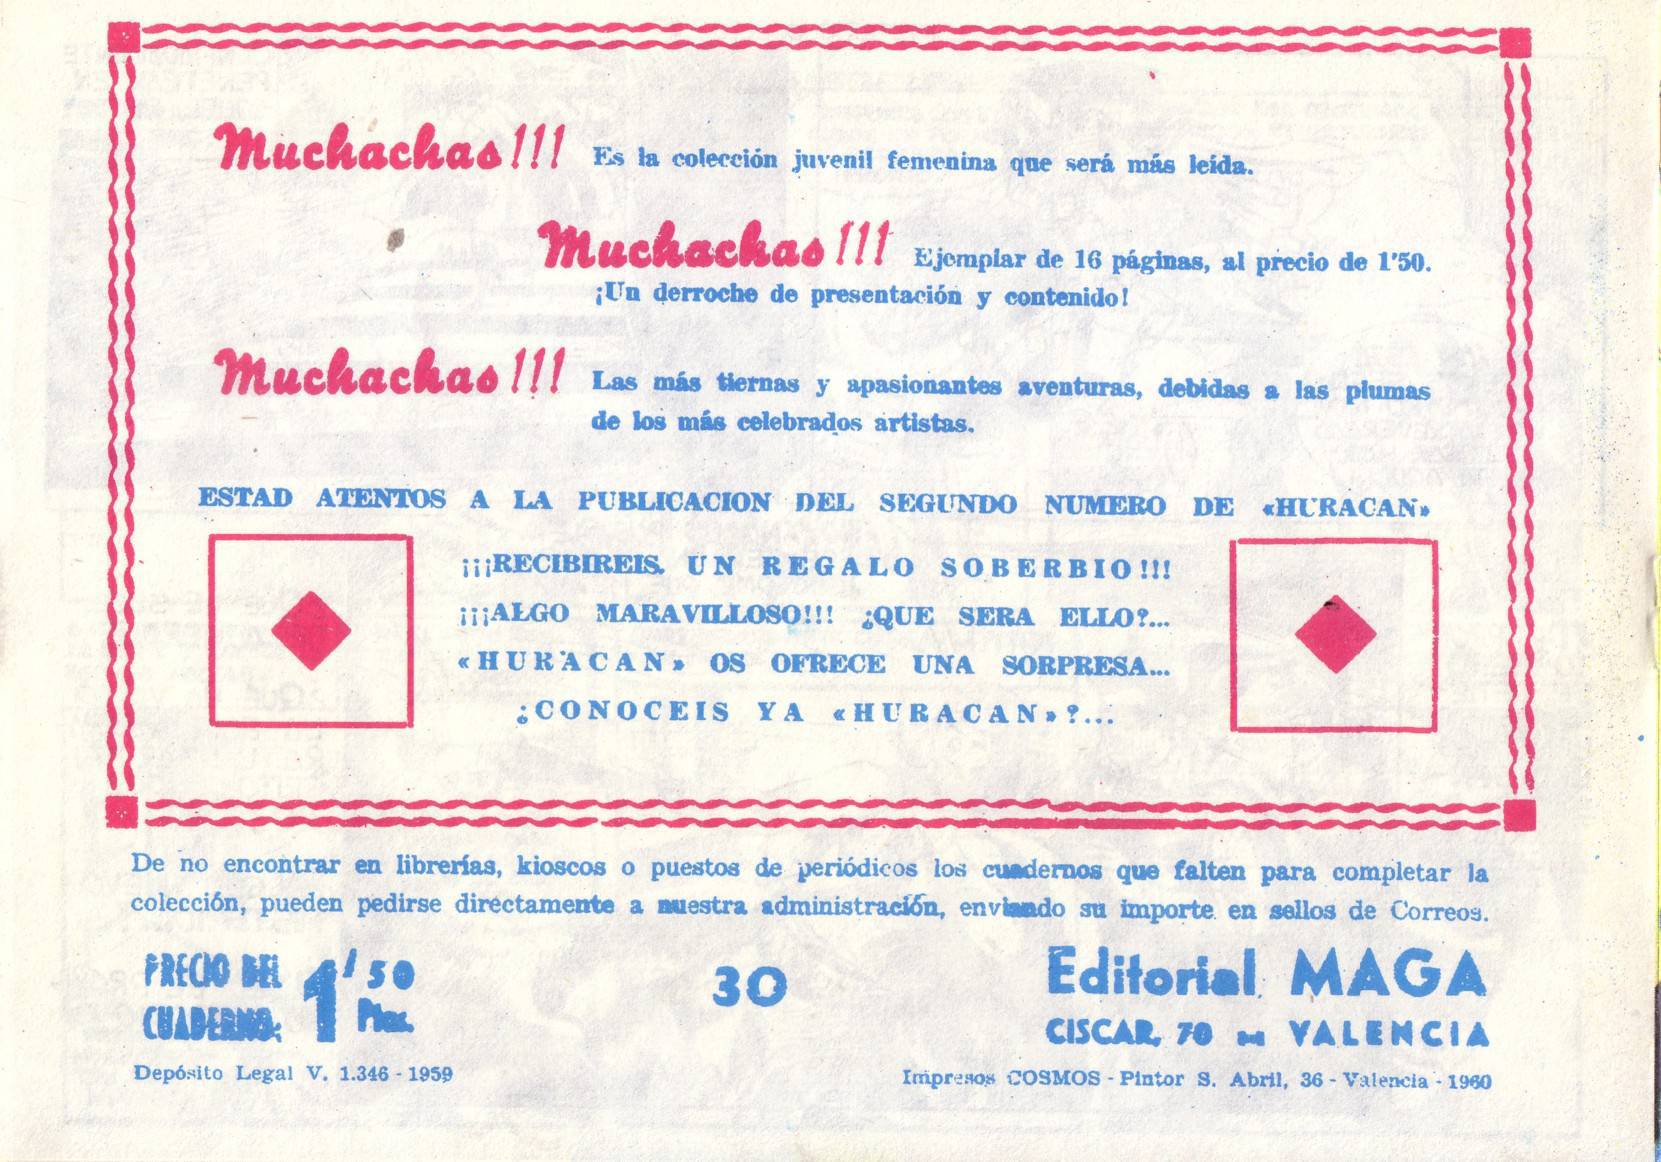 Muchachas!!! Es la colección juvenil femenina que será más leída.
Muchachas!!! Ejemplar de 16 páginas, al precio de 1'50.
¡Un derroche de presentación y contenido!
Muchachas!!! Las más tiernas y apasionantes aventuras, debidas a las plumas
de los más celebrados artistas.
ESTAD ATENTOS A LA PUBLICACION DEL SEGUNDO NUMERO DE «HURACAN»
¡¡¡RECIBIREIS. UN REGALO SOBERBIO!!!
¡¡¡ALGO MARAVILLOSO!!! ¿QUE SERA ELLO?...
«HURACAN» OS OFRECE UNA SORPRESA...
¿CONOCEIS YA «HURACAN»?...
De no encontrar en librerías, kioscos o puestos de periódicos los cuadernos que falten para completar la
colección, pueden pedirse directamente a nuestra administración, enviando su importe en sellos de Correos.
PRECIO DEL CUADERNO: 1'50 Ptas.
30
Editorial MAGA
CISCAR, 70 - VALENCIA
Depósito Legal V. 1.346 - 1959
Impresos COSMOS - Pintor S. Abril, 36 - Valencia - 1960